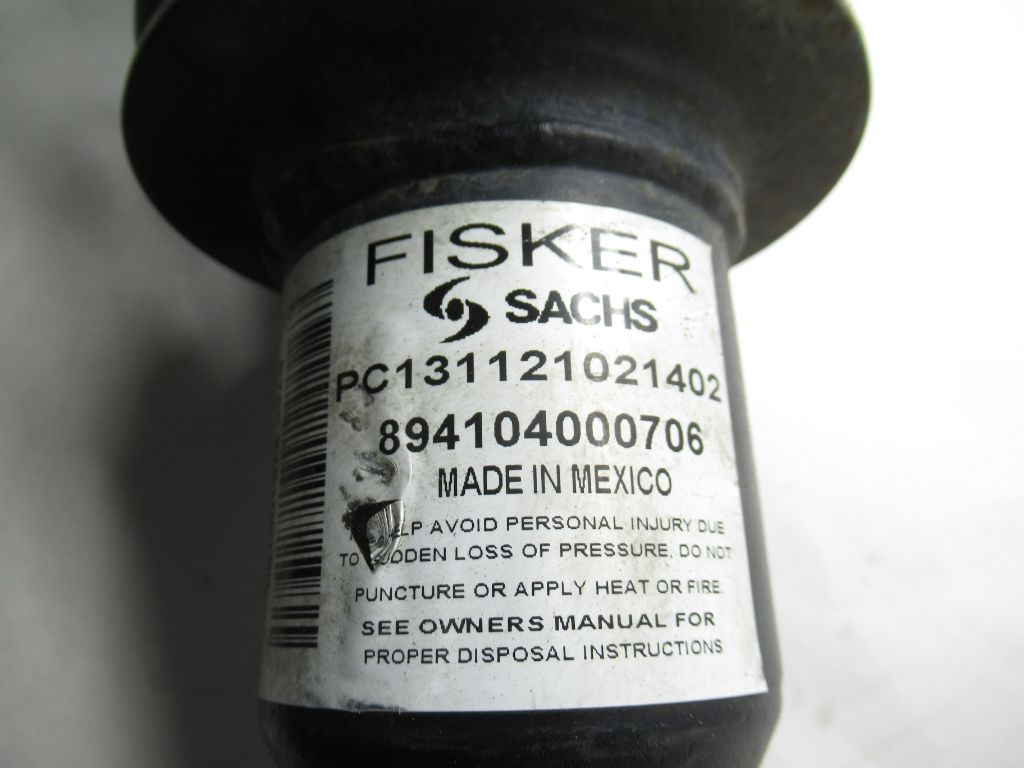 FISKER
SACHS
PC131121021402
894104000706
MADE IN MEXICO
AVOID PERSONAL INJURY DUE
TO LOSS OF PRESSURE, DO NOT
PUNCTURE OR APPLY HEAT OR FIRE.
SEE OWNERS MANUAL FOR
PROPER DISPOSAL INSTRUCTIONS